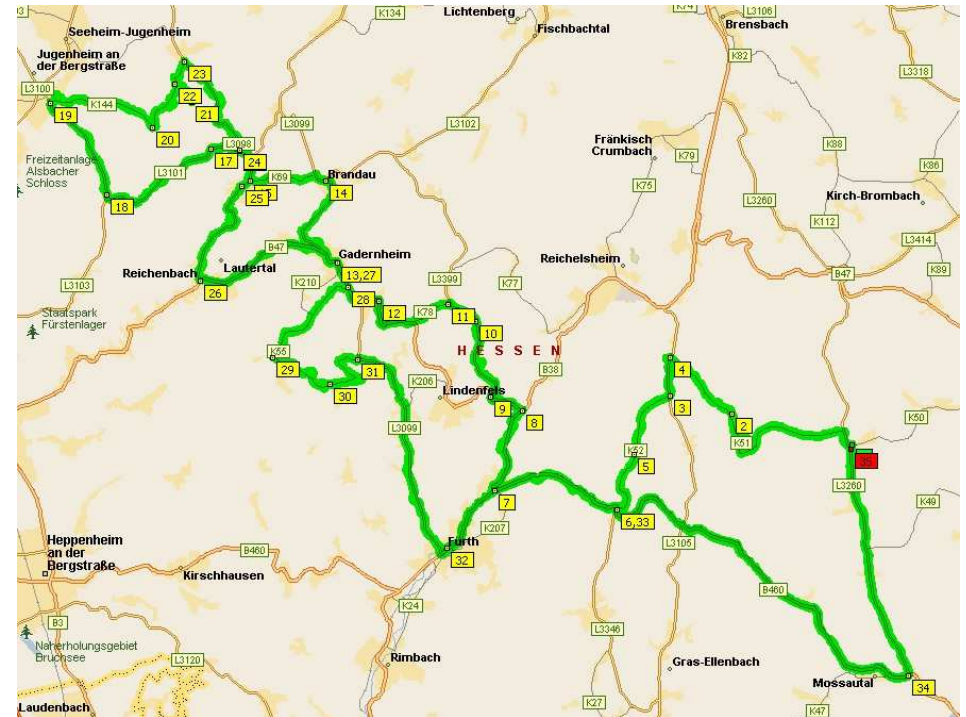 K134
Lichtenberg
K74
L3106
Brensbach
Seeheim-Jugenheim
Fischbachtal
K82
Jugenheim an
der Bergstraße
23
L3318
L3100
22
K144
21
19
20
L3099
L3102
Fränkisch
Crumbach
K88
17
L3098
24
K79
K86
Freizeitanlage
Alsbacher
Schloss
L3101
K69
Brandau
14
K75
25
18
L3260
Kirch-Brombach
K112
B47
Gadernheim
L3414
Reichenbach
Lautertal
Reichelsheim
K89
B47
13,27
L3399
K77
L3103
26
K210
28
12
K78
11
Staatspark
Fürstenlager
10
HESSEN
K55
29
31
4
K206
B38
30
Lindenfels
9
3
8
2
K50
L3099
K51
K52
35
5
L3260
7
K49
6,33
K207
Heppenheim
an der
Bergstraße
Fürth
L3105
B460
32
Kirschhausen
B460
K24
B3
L3346
Naherholungsgebiet
Bruchsee
L3120
Rimbach
Gras-Ellenbach
Mossautal
34
K27
K47
Laudenbach